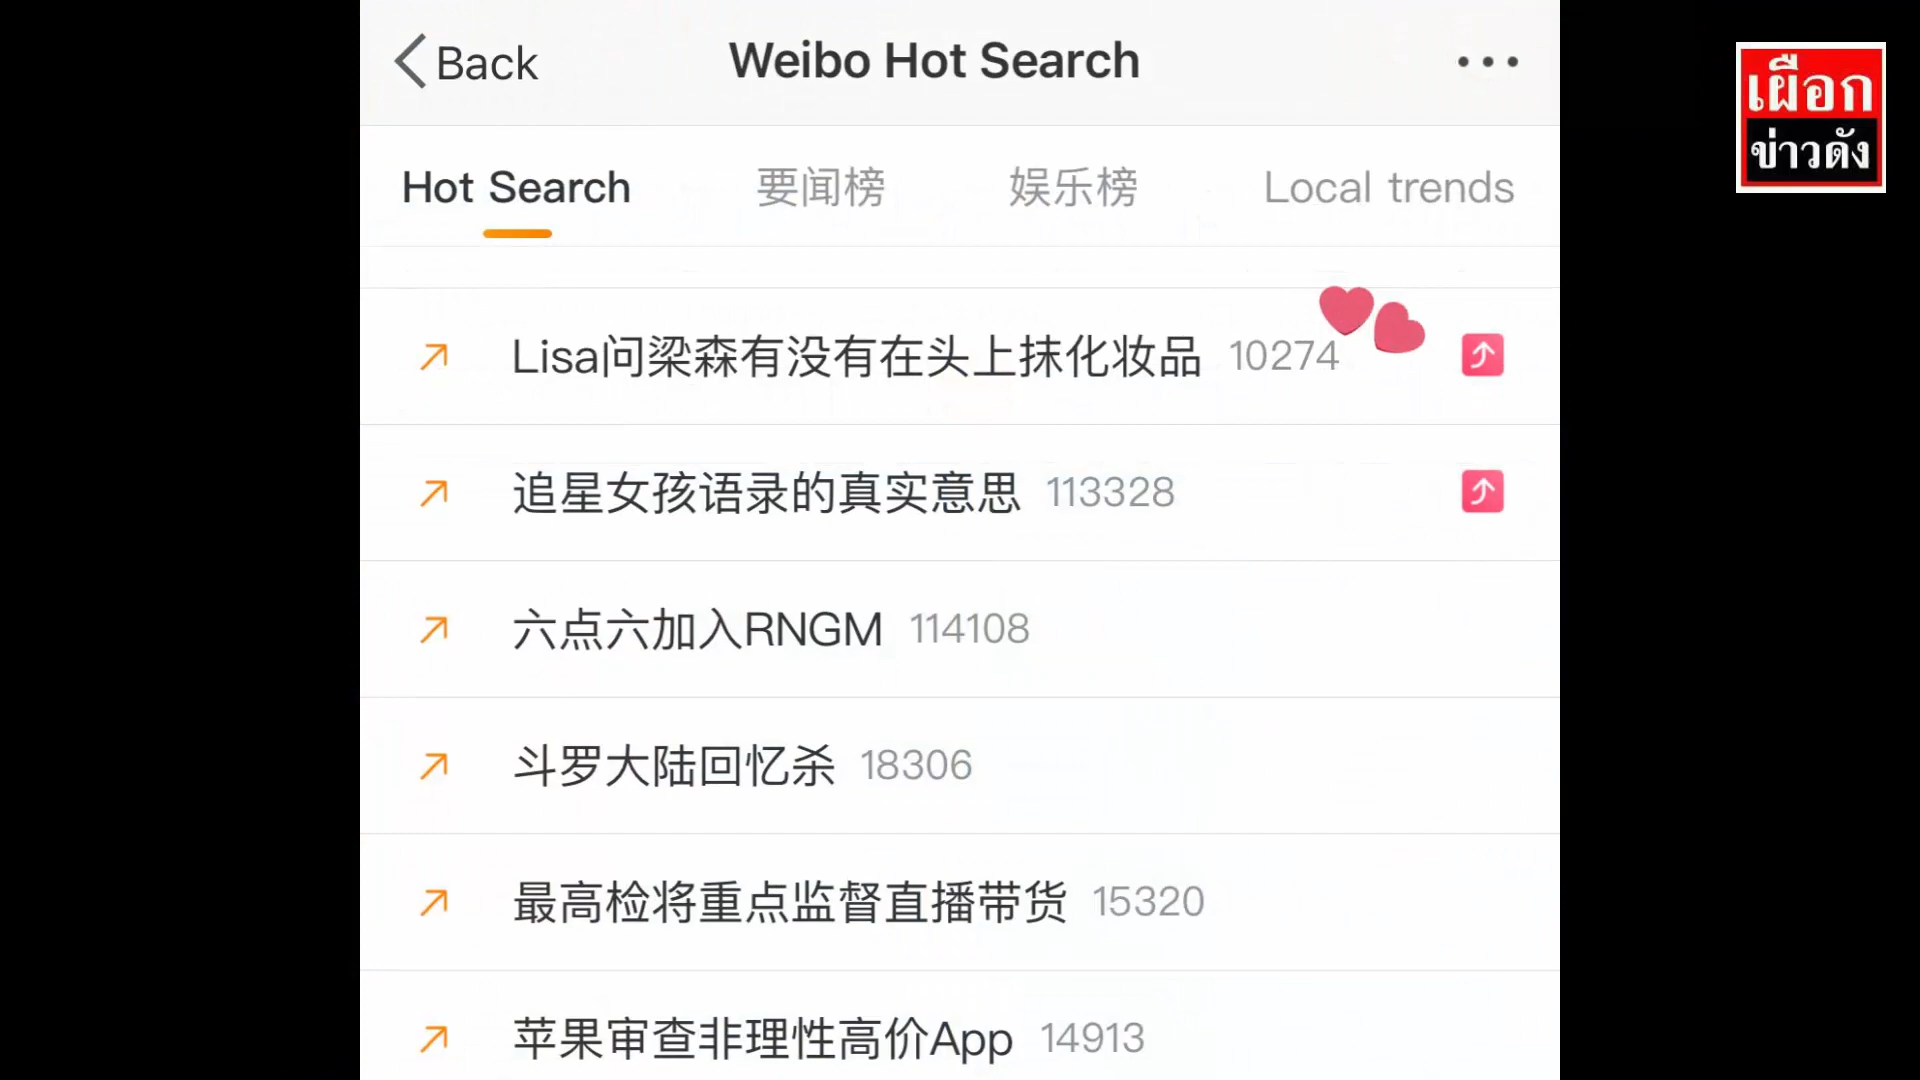 Back
Weibo Hot Search
เผือก
ข่าวดัง
Hot Search
要闻榜
娱乐榜
Local trends
Lisa问梁森有没有在头上抹化妆品 10274
追星女孩语录的真实意思 113328
六点六加入RNGM 114108
斗罗大陆回忆杀 18306
最高检将重点监督直播带货 15320
苹果审查非理性高价App 14913